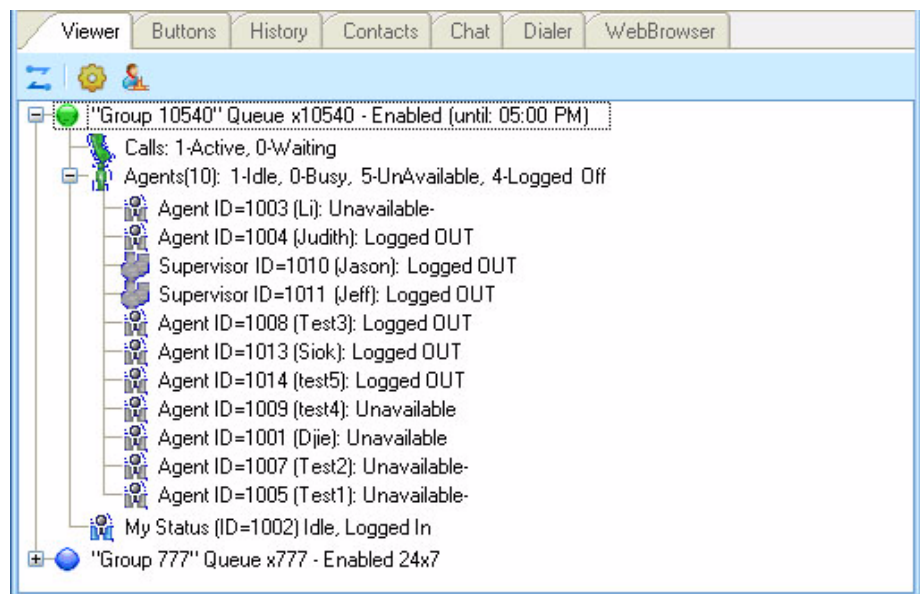 Viewer Buttons History Contacts Chat Dialer WebBrowser
"Group 10540" Queue x10540 - Enabled (until: 05:00 PM)
Calls: 1-Active, 0-Waiting
Agents(10): 1-Idle, 0-Busy, 5-UnAvailable, 4-Logged Off
Agent ID=1003 (Li): Unavailable-
Agent ID=1004 (Judith): Logged OUT
Supervisor ID=1010 (Jason): Logged OUT
Supervisor ID=1011 (Jeff): Logged OUT
Agent ID=1008 (Test3): Logged OUT
Agent ID=1013 (Siok): Logged OUT
Agent ID=1014 (test5): Logged OUT
Agent ID=1009 (test4): Unavailable
Agent ID=1001 (Djie): Unavailable
Agent ID=1007 (Test2): Unavailable-
Agent ID=1005 (Test1): Unavailable-
My Status (ID=1002) Idle, Logged In
"Group 777" Queue x777 - Enabled 24x7